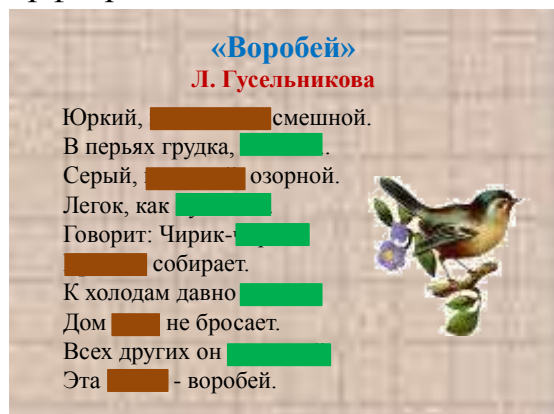 «Воробей»
Л. Гусельникова
Юркий, смешной.
В перьях грудка,
Серый, озорной.
Легок, как
Говорит: Чирик-
собирает.
К холодам давно
Дом не бросает.
Всех других он
Эта - воробей.